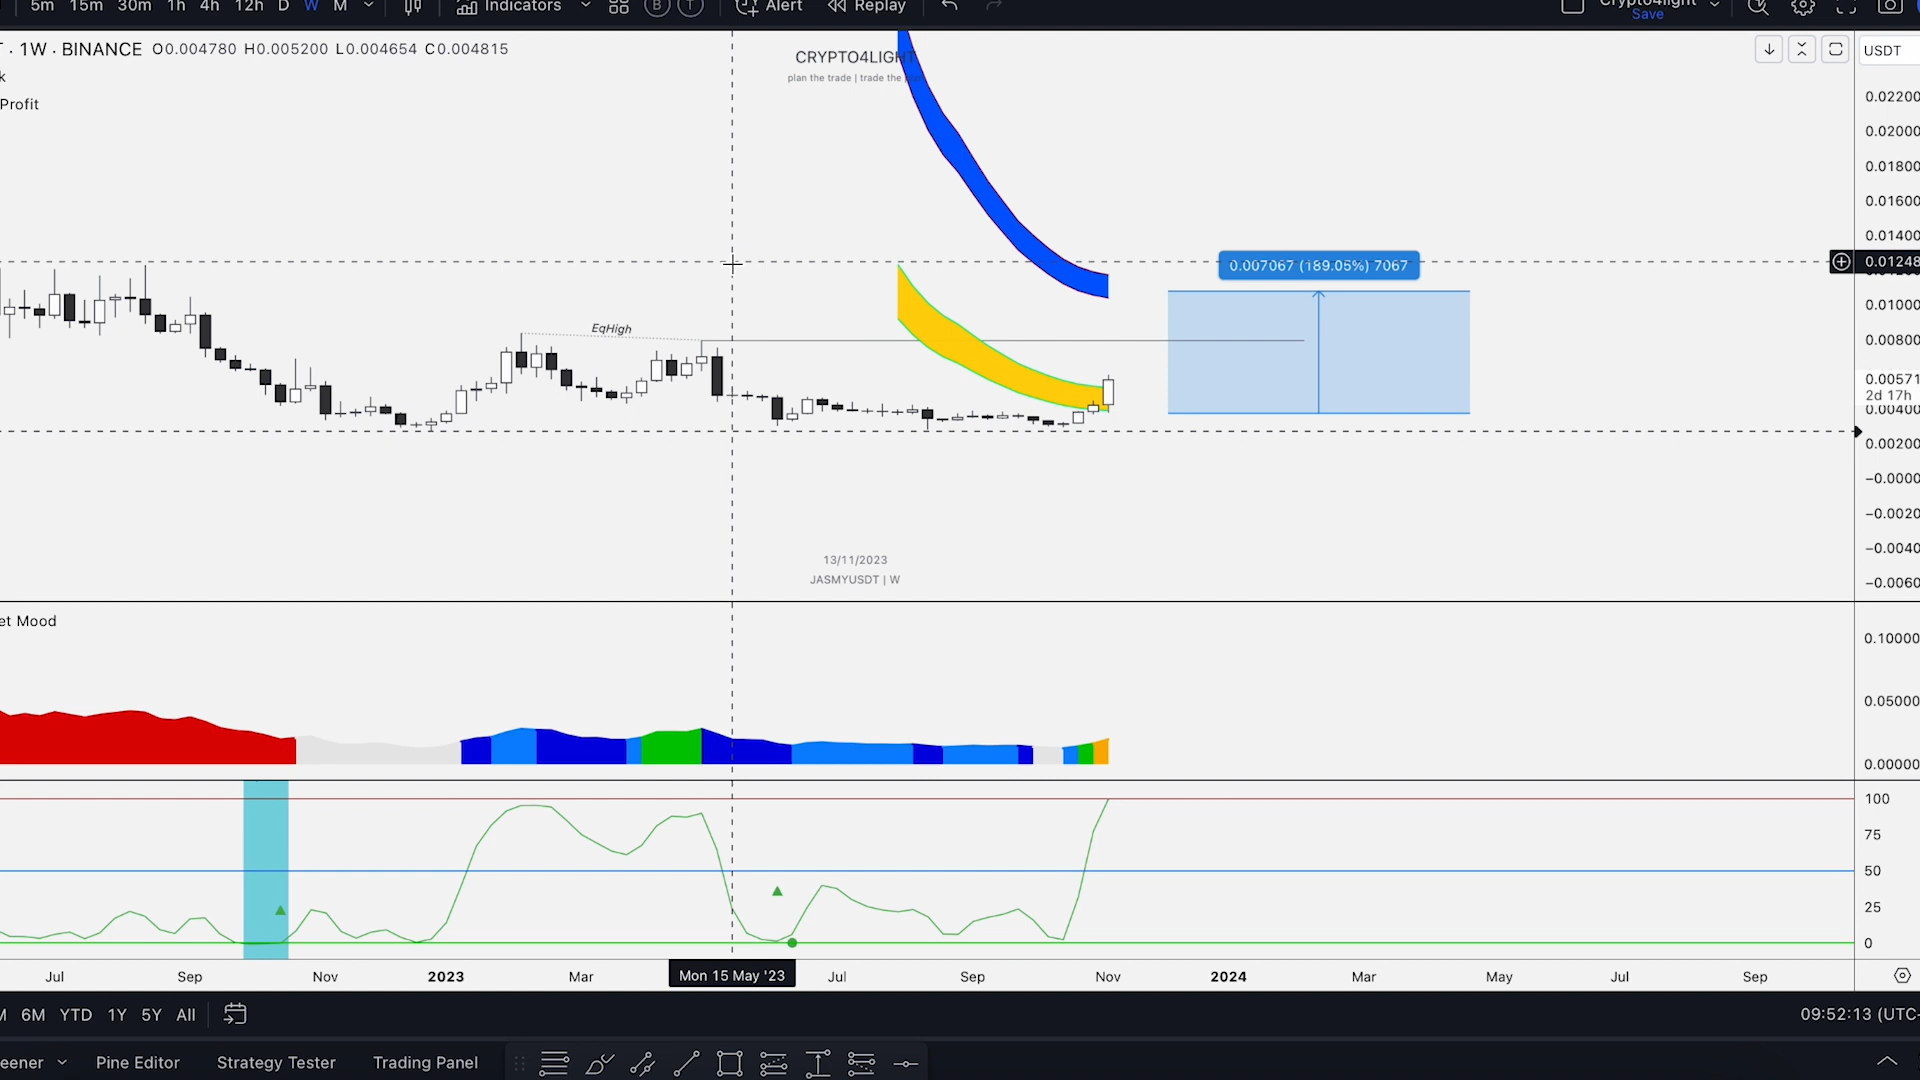 5m 15m 30m 1h 4h 12h D W M Indicators B T Alert Replay
Save
1W · BINANCE O0.004780 H0.005200 L0.004654 C0.004815
CRYPTO4LIGHT
plan the trade | trade the
USDT
k
Profit
0.02200
0.02000
0.01800
0.01600
0.01400
0.01248
0.007067 (189.05%) 7067
0.01000
EqHigh
0.00800
0.00571
2d 17h
0.00400
0.00200
-0.0000
-0.0020
-0.0040
-0.0060
13/11/2023
JASMYUSDT | W
et Mood
0.10000
0.05000
0.00000
100
75
50
25
0
Jul Sep Nov 2023 Mar Mon 15 May '23 Jul Sep Nov 2024 Mar May Jul Sep
M 6M YTD 1Y 5Y All
09:52:13 (UTC-
eener Pine Editor Strategy Tester Trading Panel